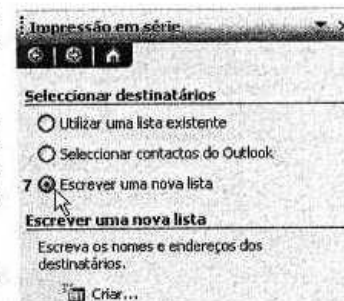 Impressão em série
Seleccionar destinatários
Utilizar uma lista existente
Seleccionar contactos do Outlook
7 Escrever uma nova lista
Escrever uma nova lista
Escreva os nomes e endereços dos
destinatários.
Criar...